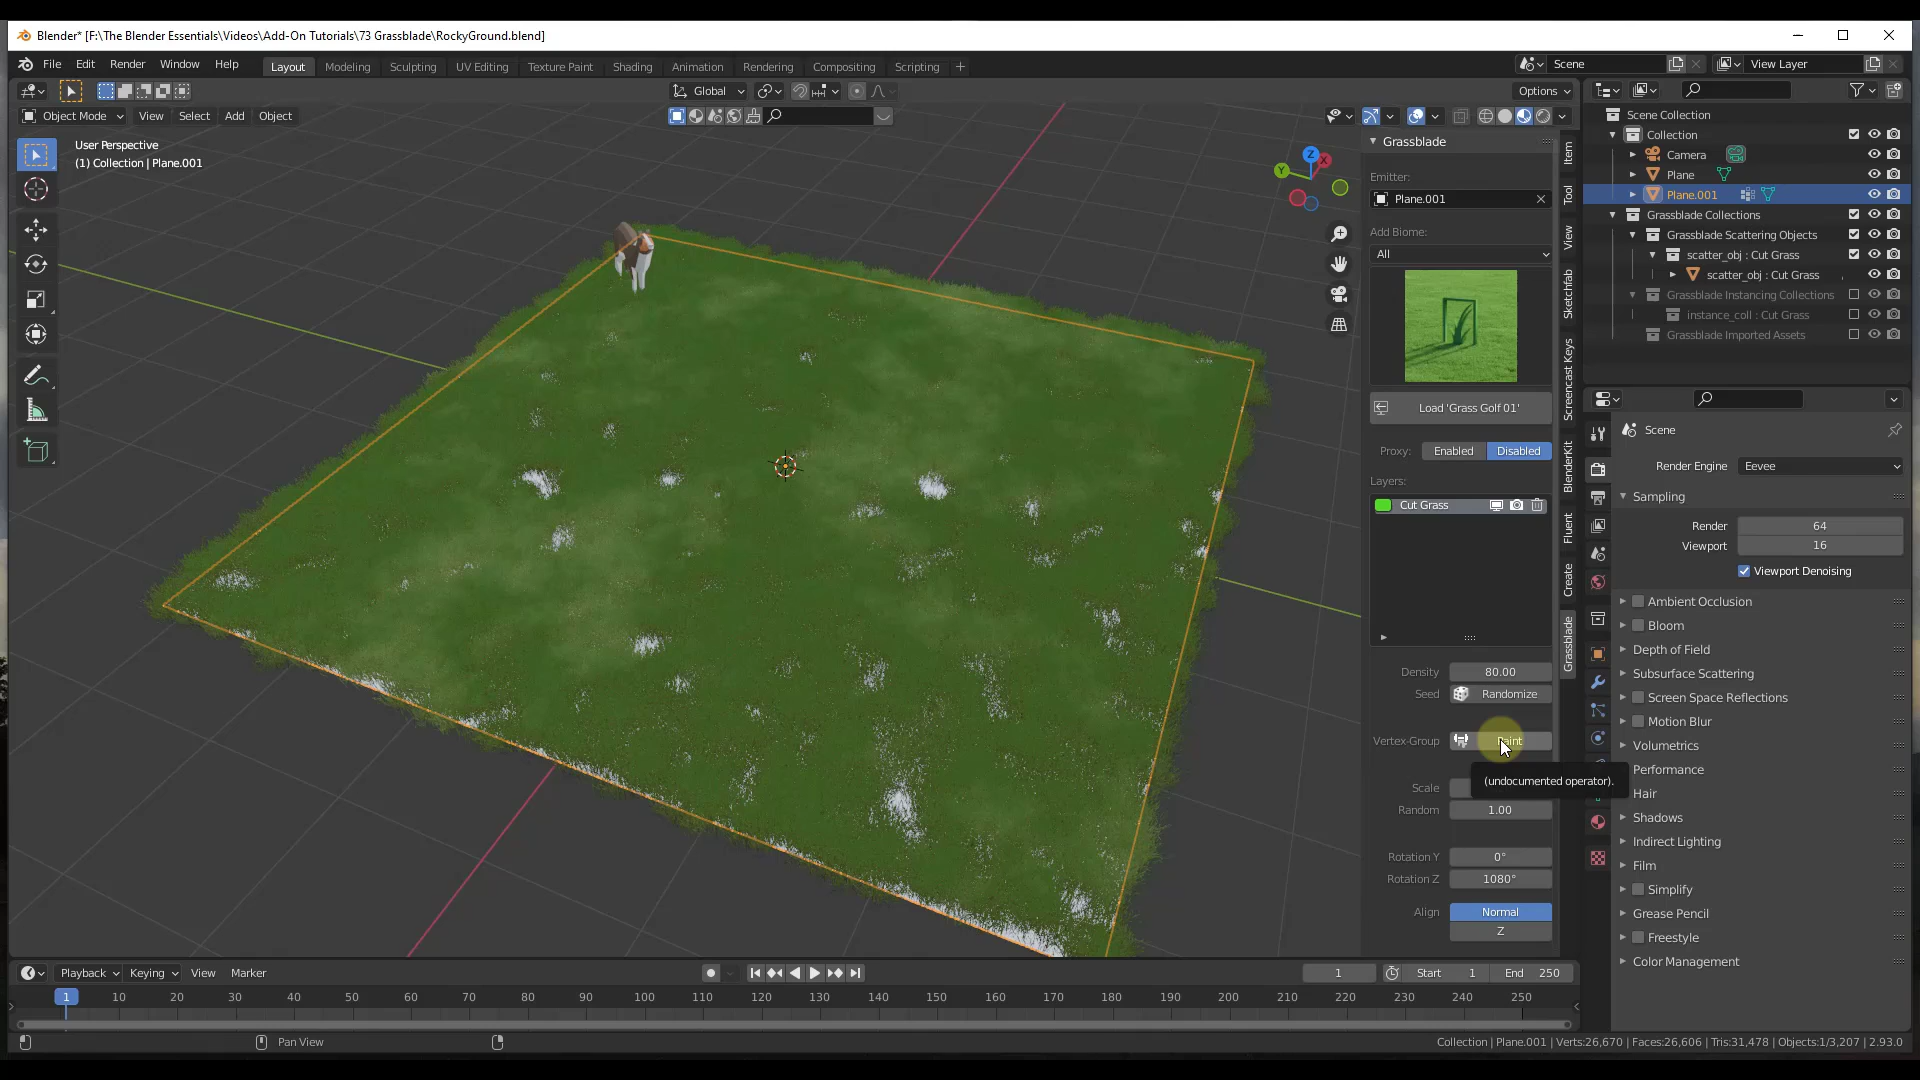 Blender* [F:\The Blender Essentials\Videos\Add-On Tutorials\73 Grassblade\RockyGround.blend]
File Edit Render Window Help Layout Modeling Sculpting UV Editing Texture Paint Shading Animation Rendering Compositing Scripting + Scene View Layer
Global Options
Object Mode View Select Add Object
User Perspective
(1) Collection | Plane.001
Z
X
Y
Grassblade
Emitter:
Plane.001
Add Biome:
All
Load 'Grass Golf 01'
Proxy: Enabled Disabled
Layers:
Cut Grass
Density 80.00
Seed Randomize
Vertex-Group Paint
(undocumented operator).
Scale
Random 1.00
Rotation Y 0°
Rotation Z 1080°
Align Normal
Z
Item
Tool
View
Sketchfab
Screencast Keys
BlenderKit
Fluent
Create
Grassblade
Scene Collection
Collection
Camera
Plane
Plane.001
Grassblade Collections
Grassblade Scattering Objects
scatter_obj : Cut Grass
scatter_obj : Cut Grass
Grassblade Instancing Collections
instance_coll : Cut Grass
Grassblade Imported Assets
Scene
Render Engine Eevee
Sampling
Render 64
Viewport 16
Viewport Denoising
Ambient Occlusion
Bloom
Depth of Field
Subsurface Scattering
Screen Space Reflections
Motion Blur
Volumetrics
Performance
Hair
Shadows
Indirect Lighting
Film
Simplify
Grease Pencil
Freestyle
Color Management
Playback Keying View Marker 1 Start 1 End 250
1 10 20 30 40 50 60 70 80 90 100 110 120 130 140 150 160 170 180 190 200 210 220 230 240 250
Pan View
Collection | Plane.001 | Verts:26,670 | Faces:26,606 | Tris:31,478 | Objects:1/3,207 | 2.93.0